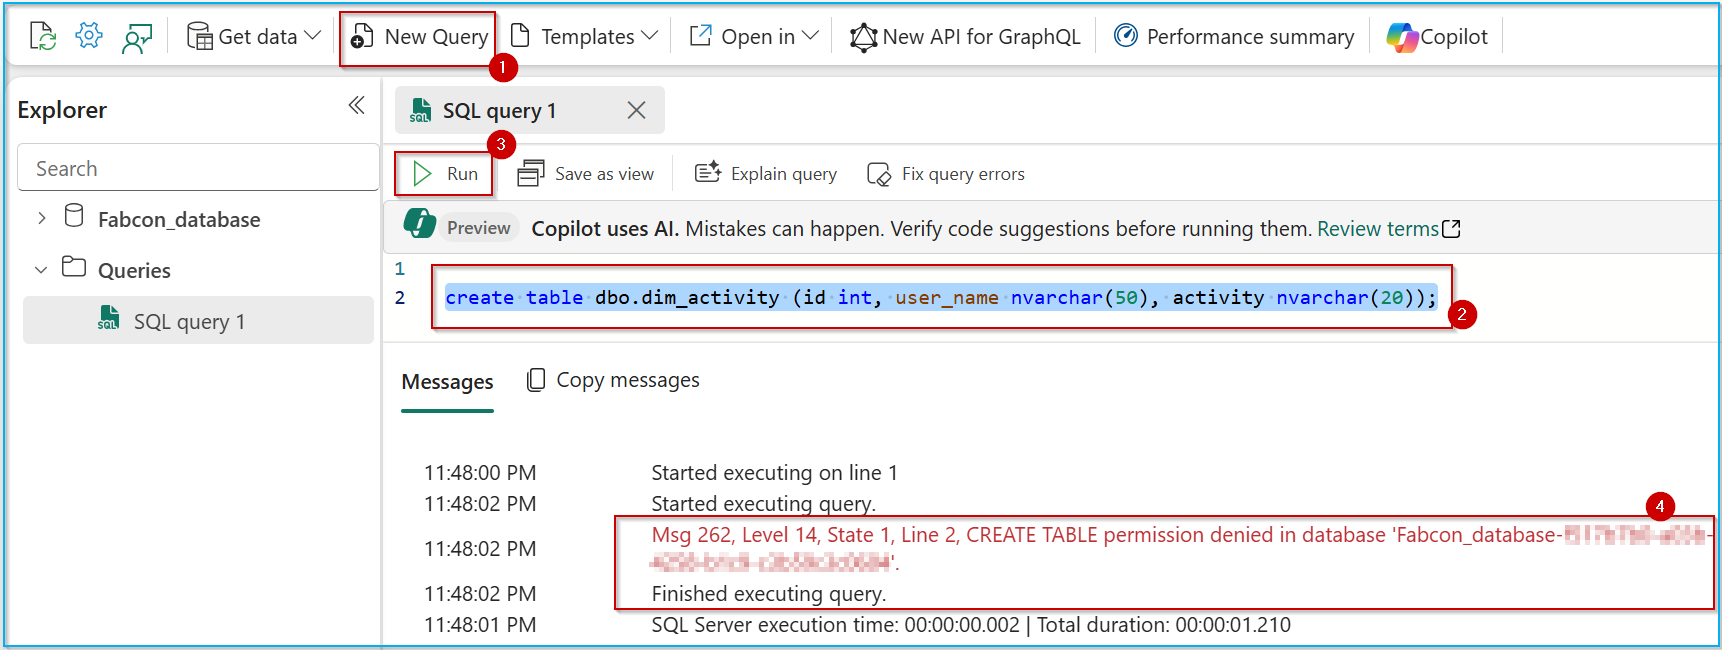 Get data
New Query
Templates
Open in
New API for GraphQL
Performance summary
Copilot
1
Explorer
SQL query 1
3
Search
Run
Save as view
Explain query
Fix query errors
Fabcon_database
Preview
Copilot uses AI. Mistakes can happen. Verify code suggestions before running them. Review terms
Queries
1
2 create table dbo.dim_activity (id int, user_name nvarchar(50), activity nvarchar(20));
2
SQL query 1
Messages
Copy messages
11:48:00 PM Started executing on line 1
11:48:02 PM Started executing query.
4
11:48:02 PM Msg 262, Level 14, State 1, Line 2, CREATE TABLE permission denied in database 'Fabcon_database-
'.
11:48:02 PM Finished executing query.
11:48:01 PM SQL Server execution time: 00:00:00.002 | Total duration: 00:00:01.210